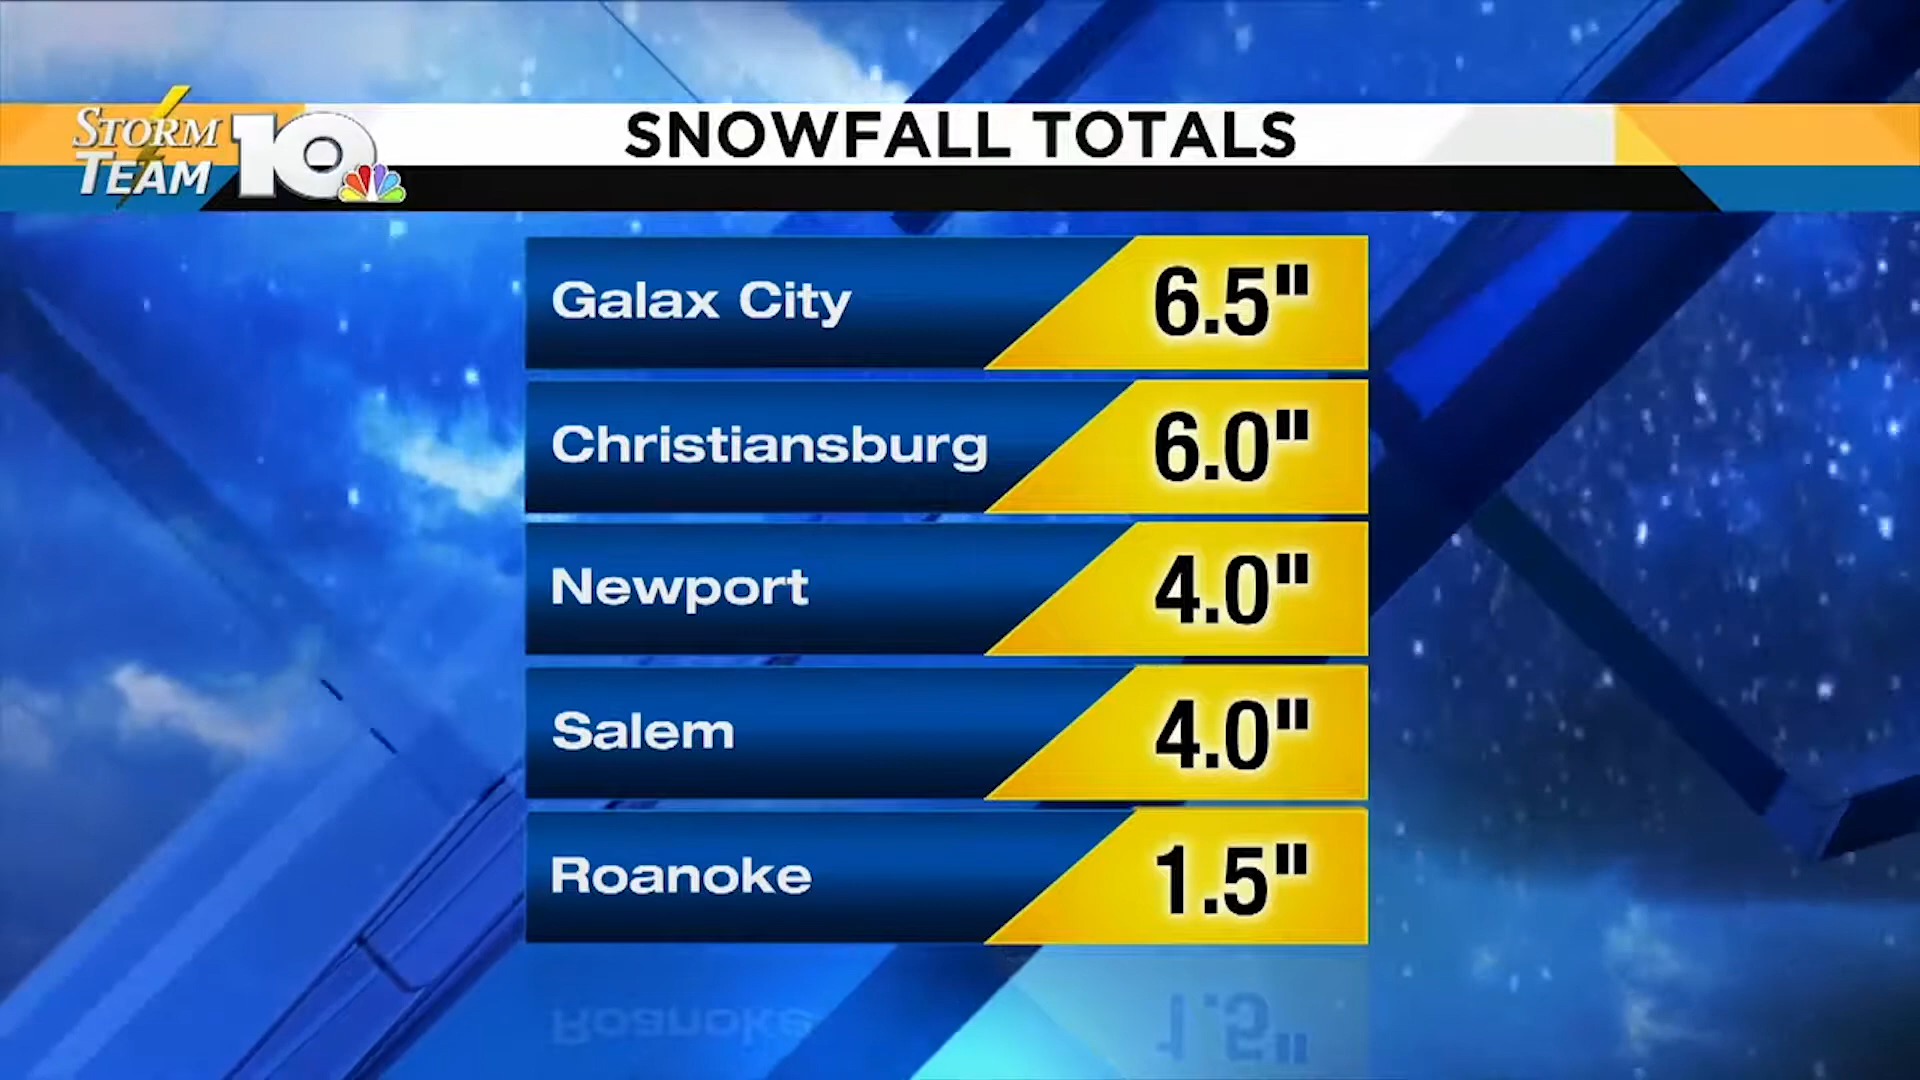 STORM TEAM 10
SNOWFALL TOTALS
Galax City 6.5"
Christiansburg 6.0"
Newport 4.0"
Salem 4.0"
Roanoke 1.5"